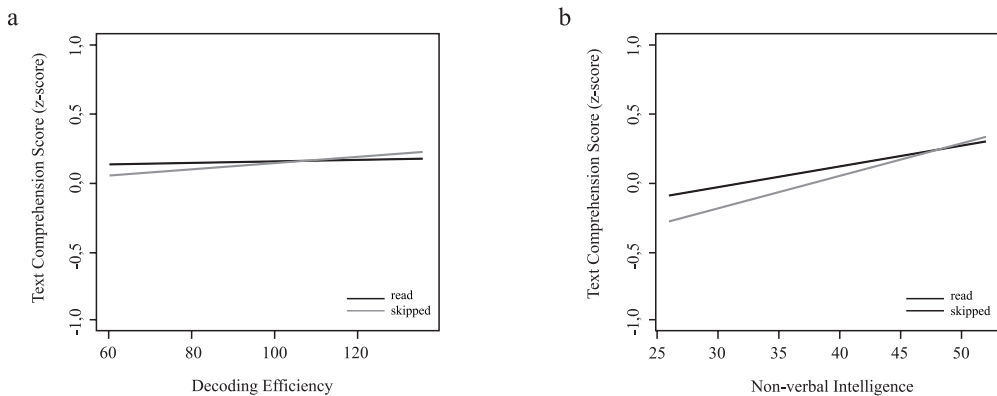 a
Text Comprehension Score (z-score)
1,0
0,5
0,0
-0,5
-1,0
read
skipped
60 80 100 120
Decoding Efficiency
b
Text Comprehension Score (z-score)
1,0
0,5
0,0
-0,5
-1,0
read
skipped
25 30 35 40 45 50
Non-verbal Intelligence